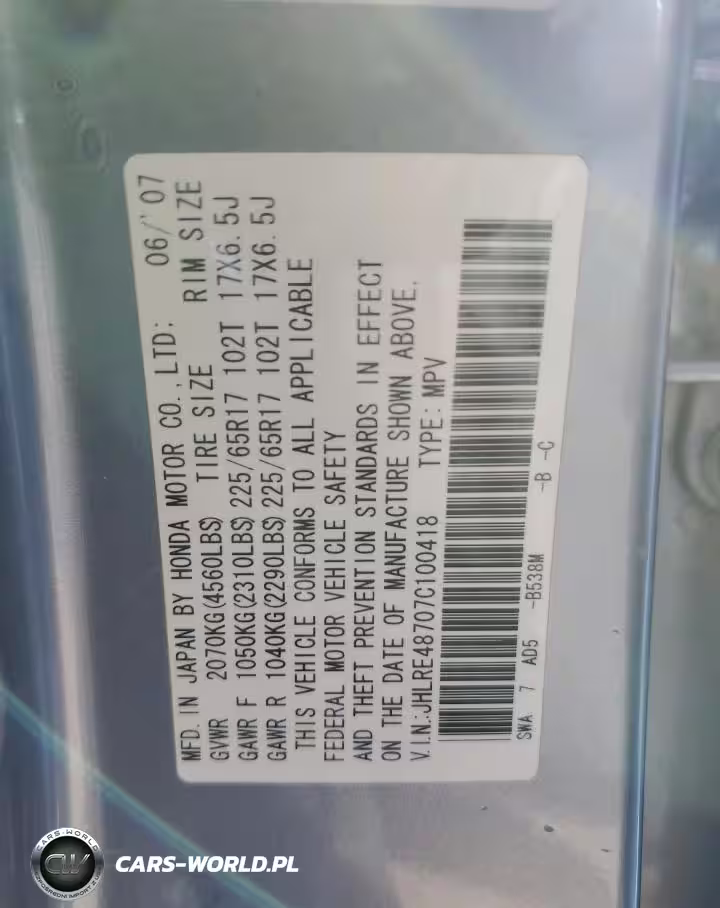 MFD. IN JAPAN BY HONDA MOTOR CO.,LTD: 06/'07
GVWR 2070KG(4560LBS) TIRE SIZE RIM SIZE
GAWR F 1050KG(2310LBS) 225/65R17 102T 17X6.5J
GAWR R 1040KG(2290LBS) 225/65R17 102T 17X6.5J
THIS VEHICLE CONFORMS TO ALL APPLICABLE
FEDERAL MOTOR VEHICLE SAFETY
AND THEFT PREVENTION STANDARDS IN EFFECT
ON THE DATE OF MANUFACTURE SHOWN ABOVE.
V.I.N.:JHLRE48707C100418 TYPE: MPV
SWA 7 AD5 -B538M -B -C
CARS-WORLD
CW
CARS-WORLD.PL